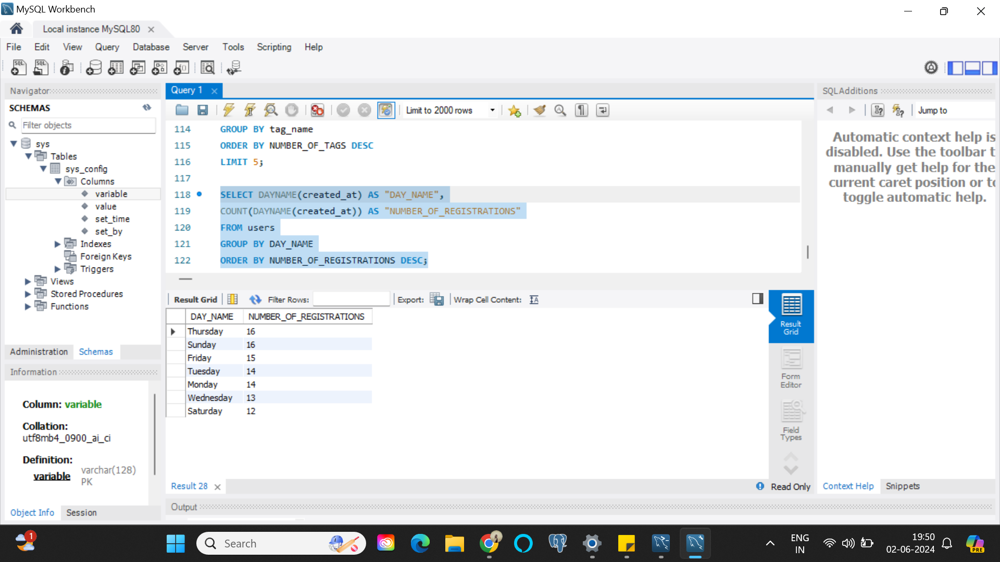 MySQL Workbench
Local instance MySQL80
File Edit View Query Database Server Tools Scripting Help
Navigator
SCHEMAS
Filter objects
sys
Tables
sys_config
Columns
variable
value
set_time
set_by
Indexes
Foreign Keys
Triggers
Views
Stored Procedures
Functions
Administration Schemas
Information
Column: variable
Collation:
utf8mb4_0900_ai_ci
Definition:
variable varchar(128)
PK
Object Info Session
Query 1
Limit to 2000 rows
114 GROUP BY tag_name
115 ORDER BY NUMBER_OF_TAGS DESC
116 LIMIT 5;
117
118 SELECT DAYNAME(created_at) AS "DAY_NAME",
119 COUNT(DAYNAME(created_at)) AS "NUMBER_OF_REGISTRATIONS"
120 FROM users
121 GROUP BY DAY_NAME
122 ORDER BY NUMBER_OF_REGISTRATIONS DESC;
Result Grid Filter Rows: Export: Wrap Cell Content:
DAY_NAME NUMBER_OF_REGISTRATIONS
Thursday 16
Sunday 16
Friday 15
Tuesday 14
Monday 14
Wednesday 13
Saturday 12
Result
Grid
Form
Editor
Field
Types
Result 28
Read Only
Output
SQLAdditions
Jump to
Automatic context help is
disabled. Use the toolbar t
manually get help for the
current caret position or to
toggle automatic help.
Context Help Snippets
1
Search
ENG
IN
19:50
02-06-2024
PRE